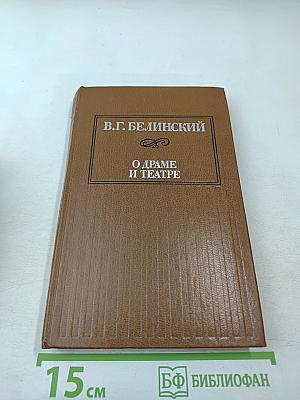 В.Г. БЕЛИНСКИЙ
О ДРАМЕ
И ТЕАТРЕ
15 см
БФ БИБЛИОФАН